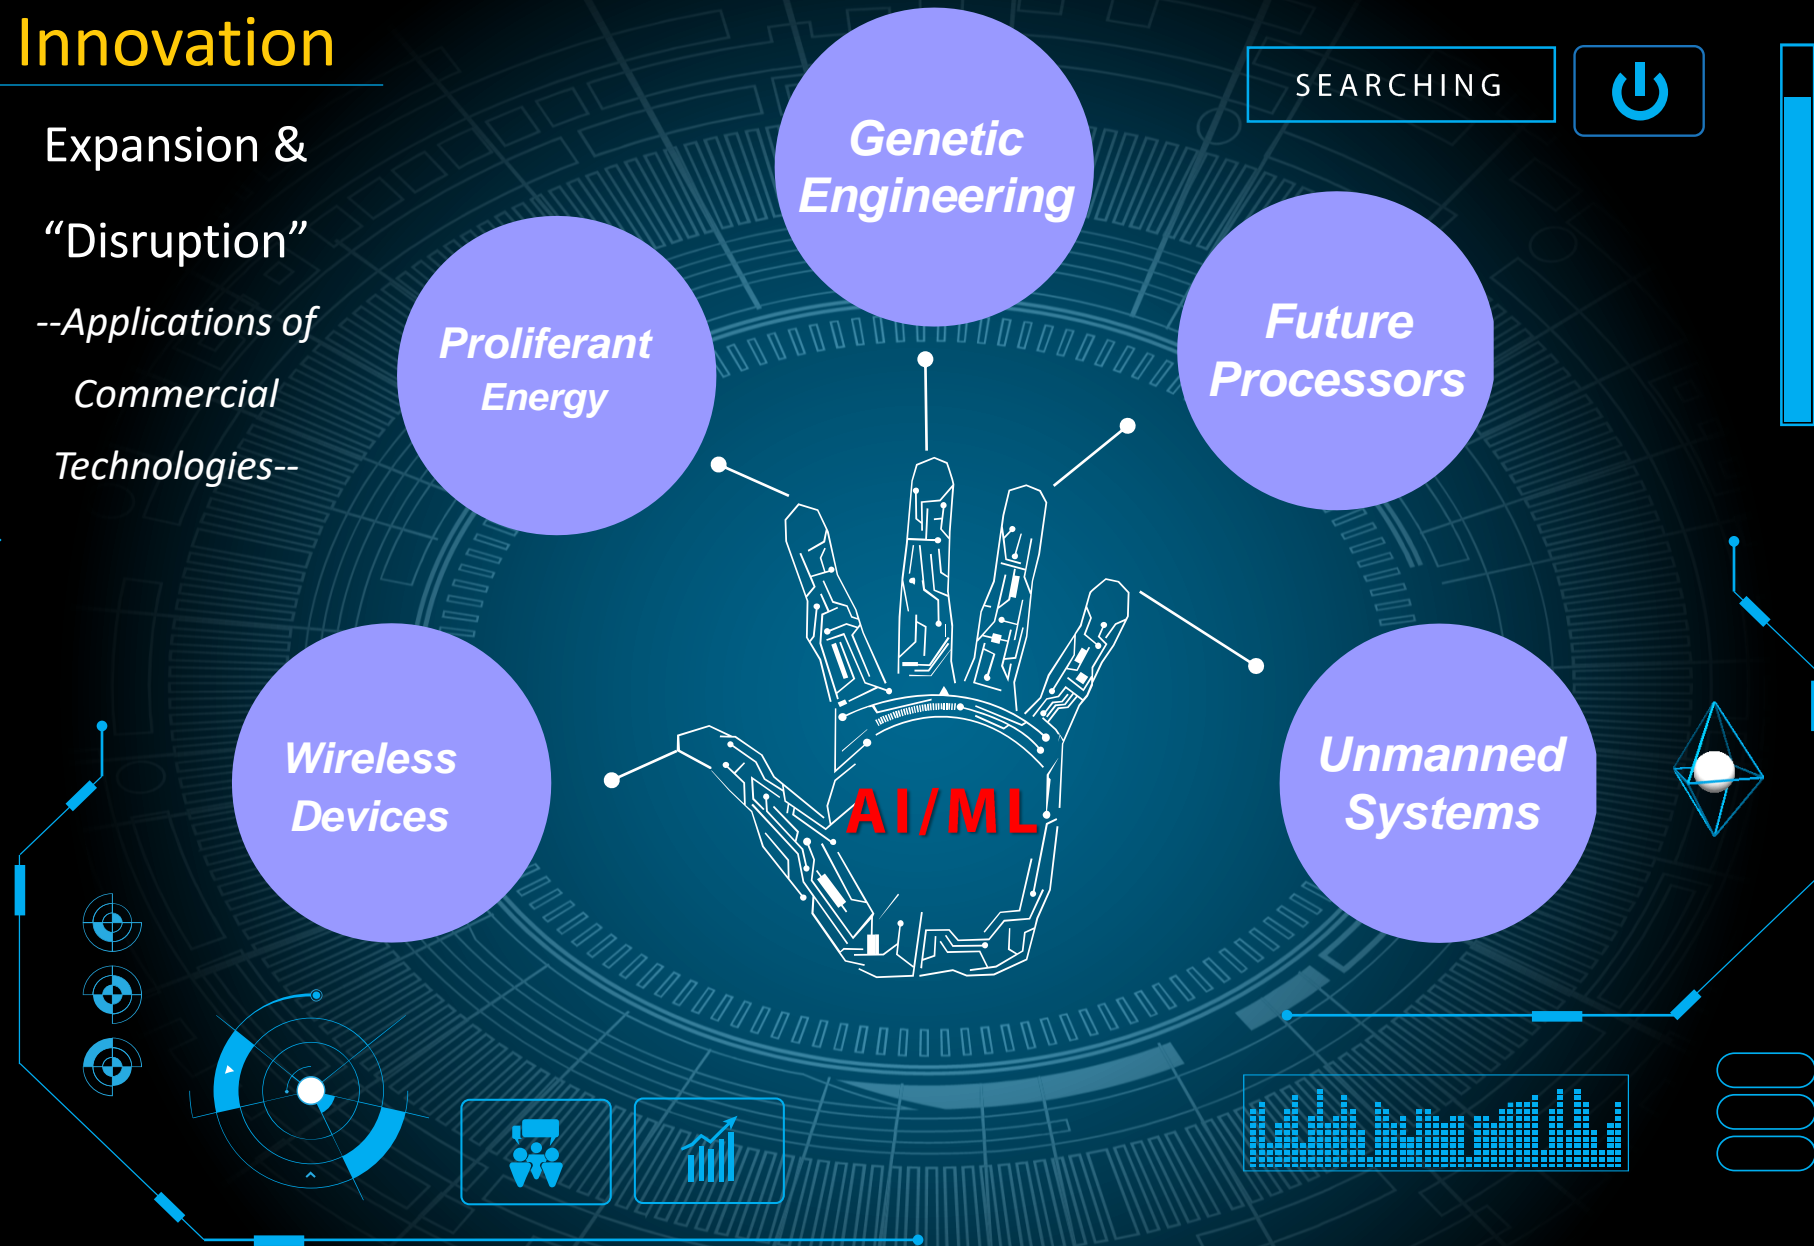 Innovation
Expansion &
“Disruption”
--Applications of
Commercial
Technologies--
Genetic
Engineering
SEARCHING
Proliferant
Energy
Future
Processors
Wireless
Devices
AI/ML
Unmanned
Systems